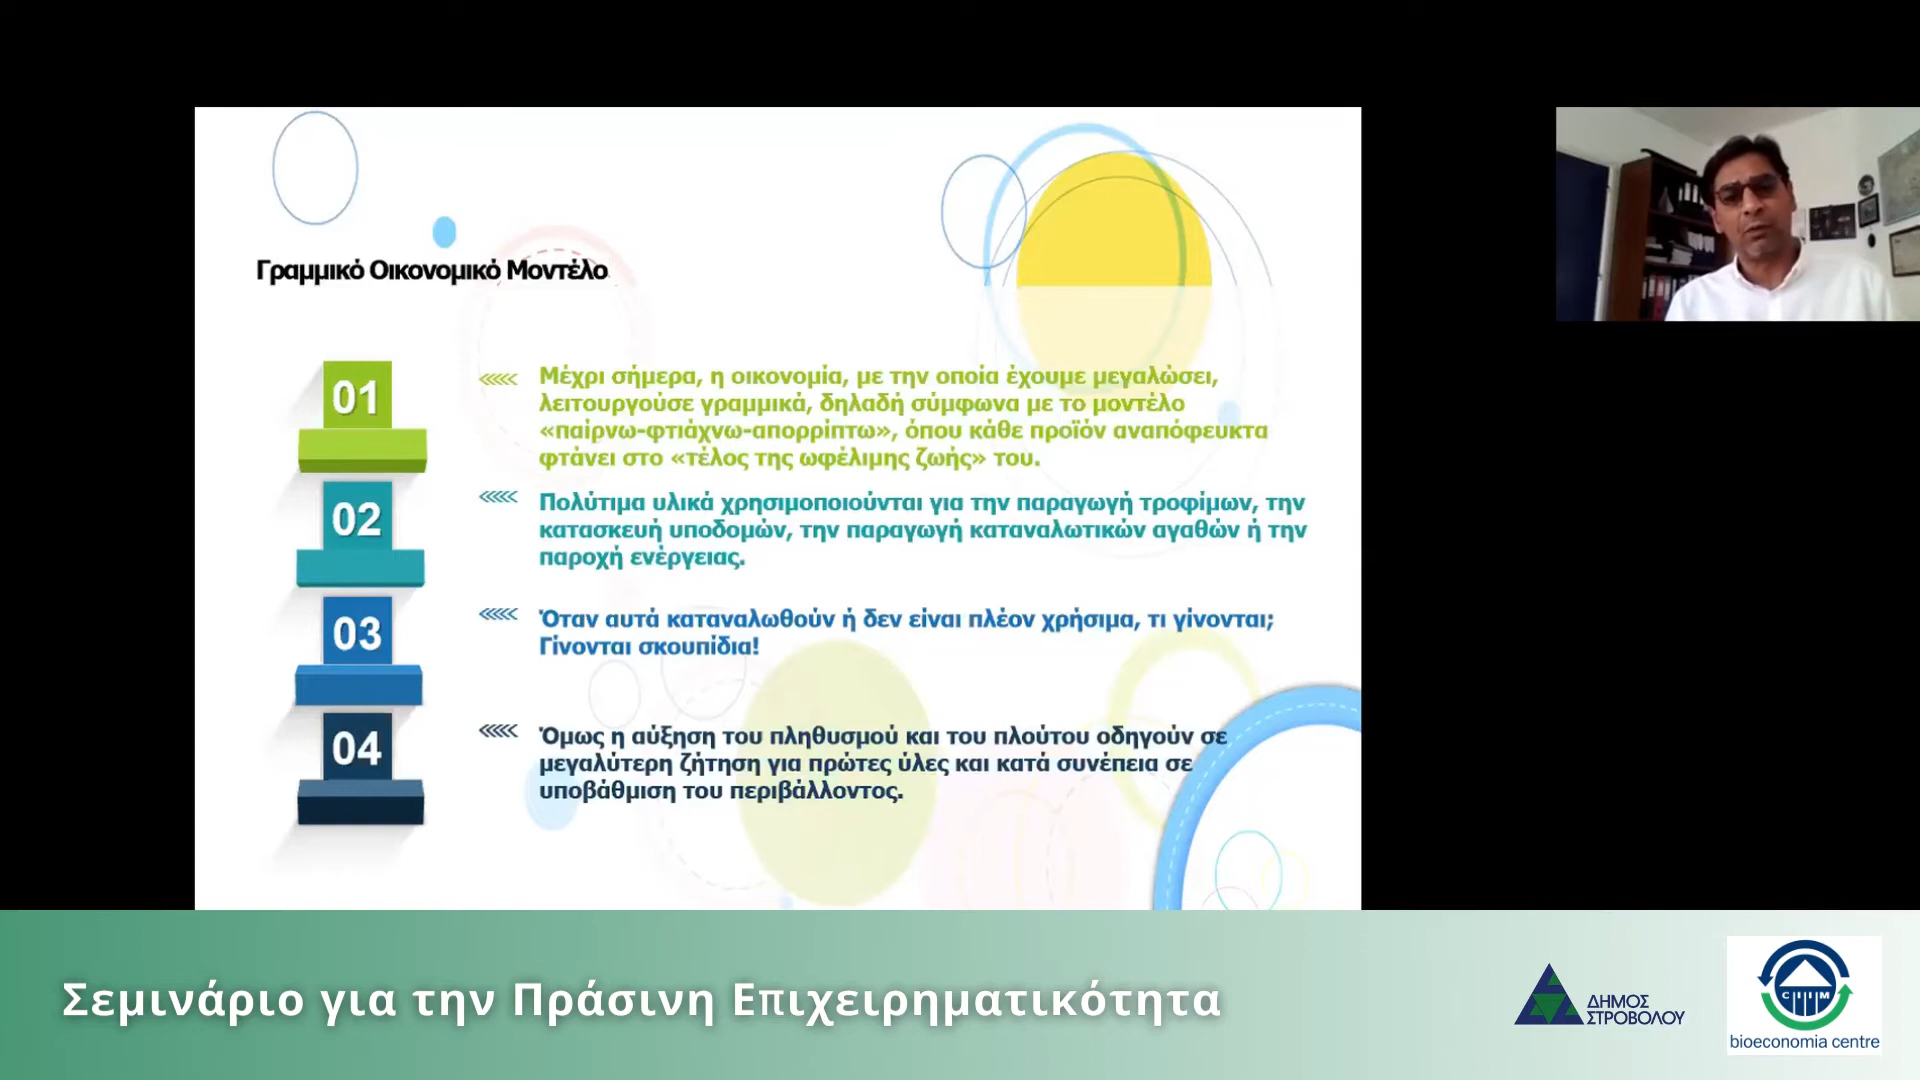 Γραμμικό Οικονομικό Μοντέλο
01
Μέχρι σήμερα, η οικονομία, με την οποία έχουμε μεγαλώσει,
λειτουργούσε γραμμικά, δηλαδή σύμφωνα με το μοντέλο
«παίρνω-φτιάχνω-απορρίπτω», όπου κάθε προϊόν αναπόφευκτα
φτάνει στο «τέλος της ωφέλιμης ζωής» του.
02
Πολύτιμα υλικά χρησιμοποιούνται για την παραγωγή τροφίμων, την
κατασκευή υποδομών, την παραγωγή καταναλωτικών αγαθών ή την
παροχή ενέργειας.
03
Όταν αυτά καταναλωθούν ή δεν είναι πλέον χρήσιμα, τι γίνονται;
Γίνονται σκουπίδια!
04
Όμως η αύξηση του πληθυσμού και του πλούτου οδηγούν σε
μεγαλύτερη ζήτηση για πρώτες ύλες και κατά συνέπεια σε
υποβάθμιση του περιβάλλοντος.
Σεμινάριο για την Πράσινη Επιχειρηματικότητα
ΔΗΜΟΣ
ΣΤΡΟΒΟΛΟΥ
CIIM
bioeconomia centre